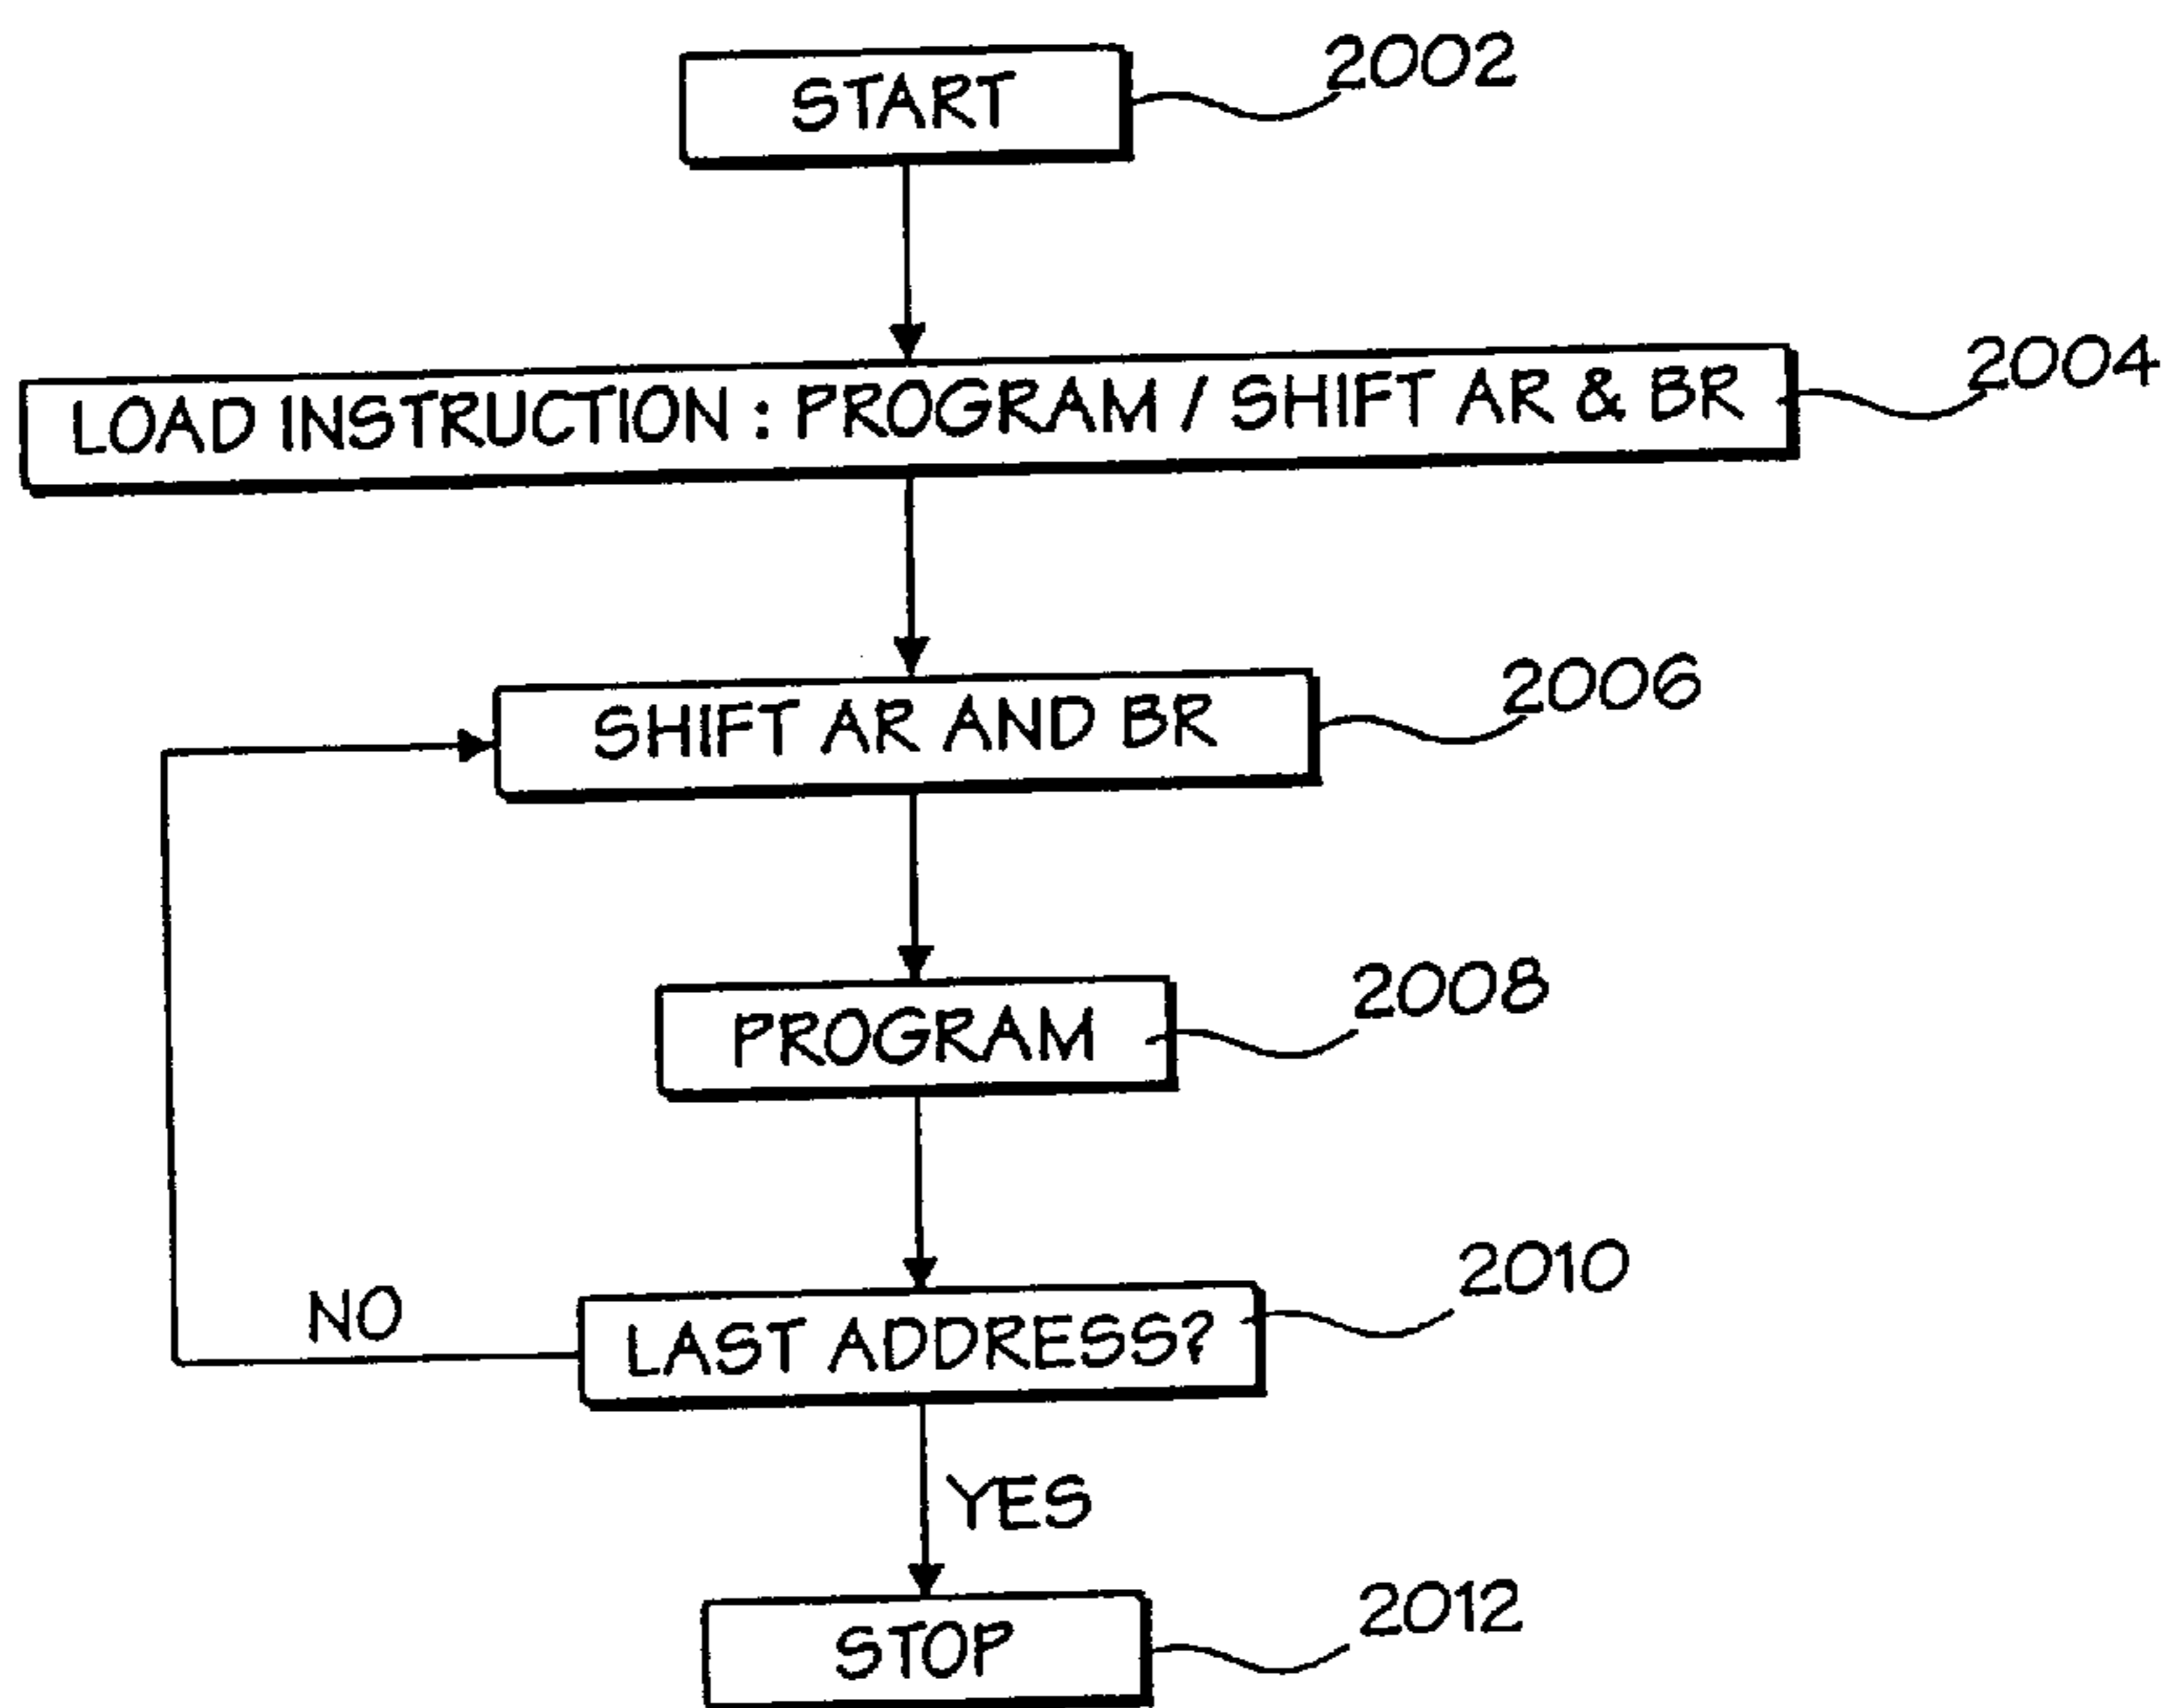 START
2002
LOAD INSTRUCTION : PROGRAM / SHIFT AR & BR
2004
SHIFT AR AND BR
2006
PROGRAM
2008
LAST ADDRESS?
2010
NO
YES
STOP
2012